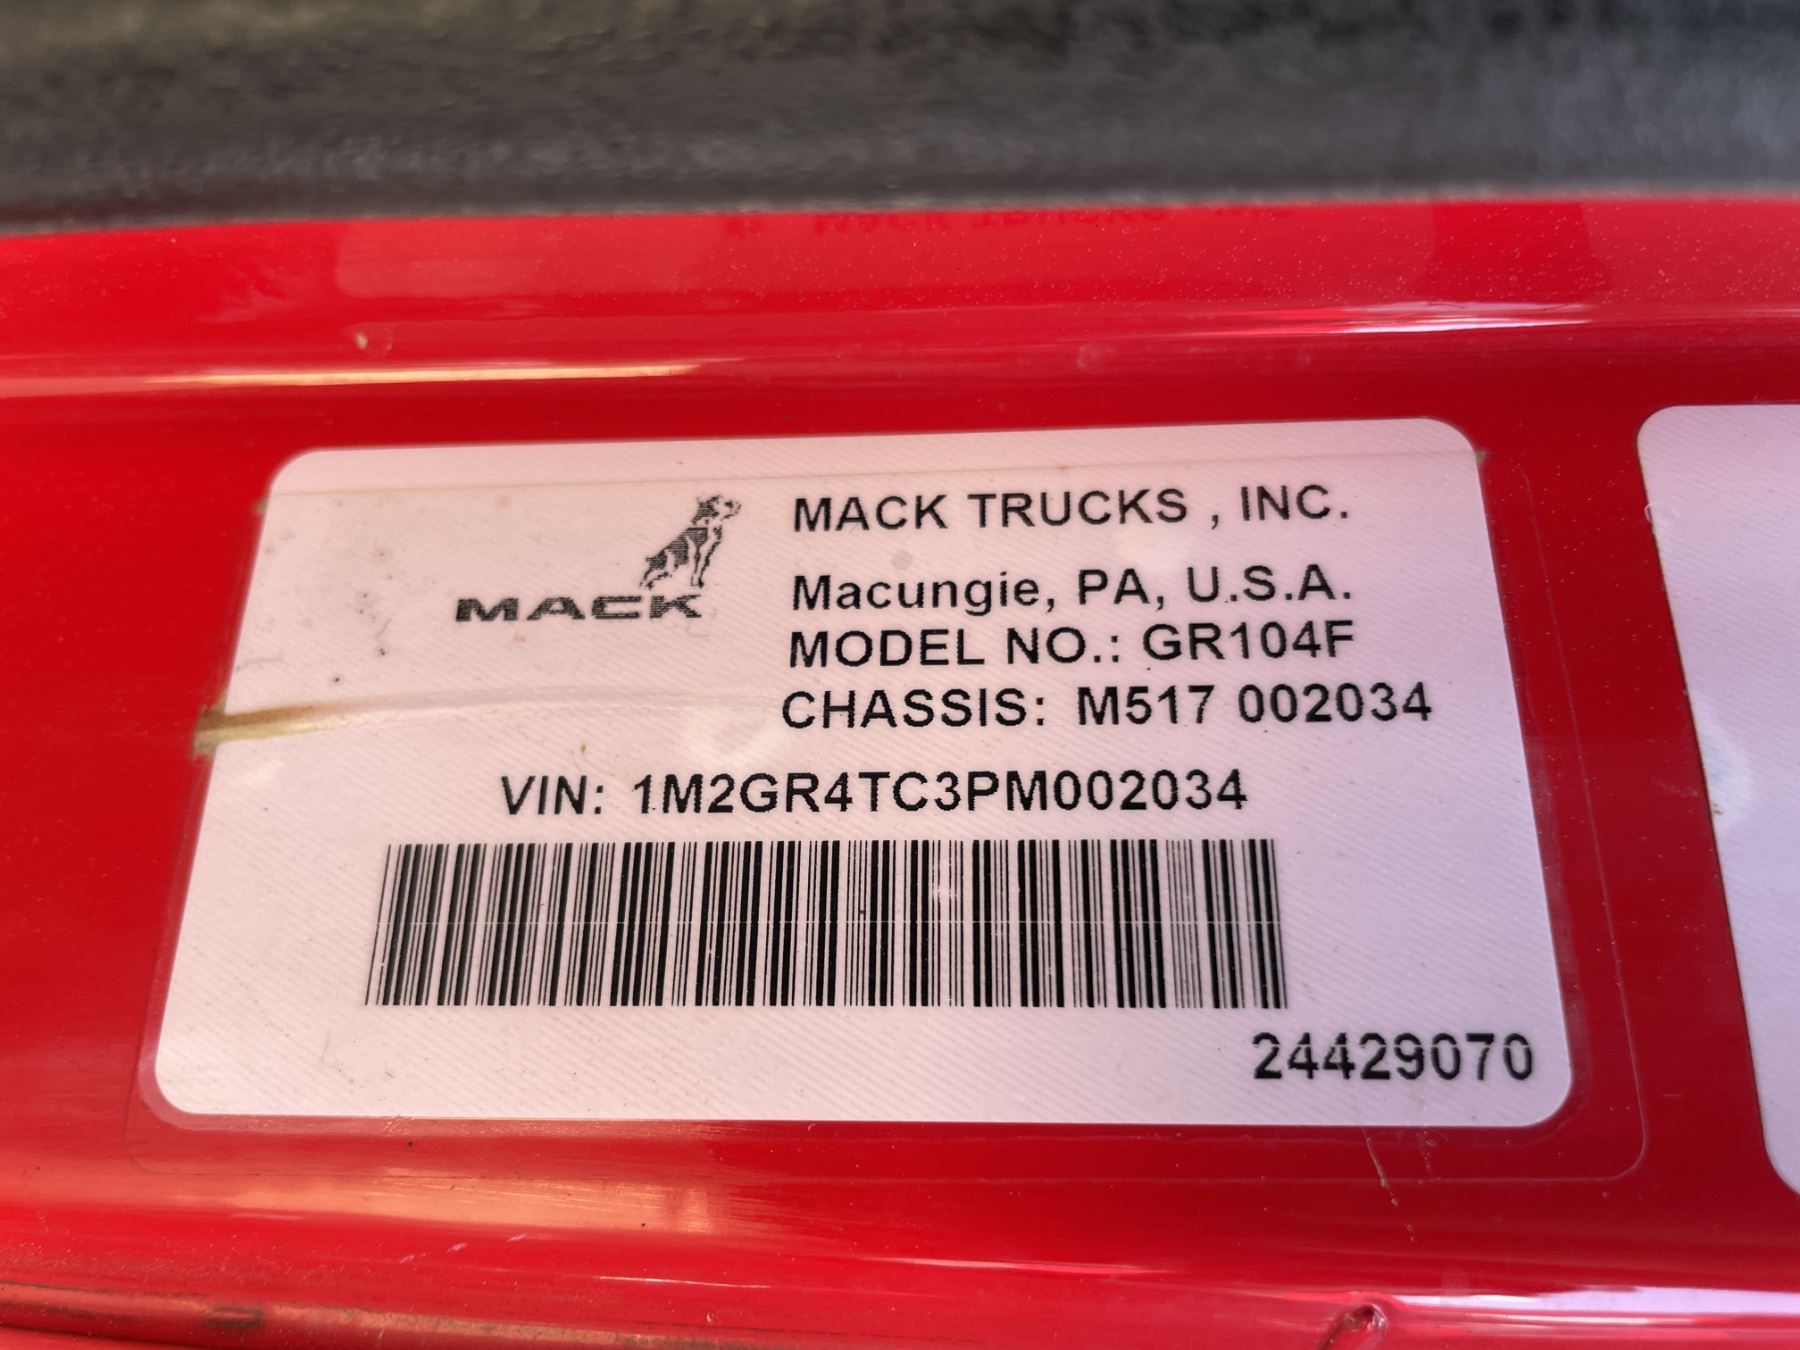 MACK
MACK TRUCKS , INC.
Macungie, PA, U.S.A.
MODEL NO.: GR104F
CHASSIS: M517 002034
VIN: 1M2GR4TC3PM002034
24429070